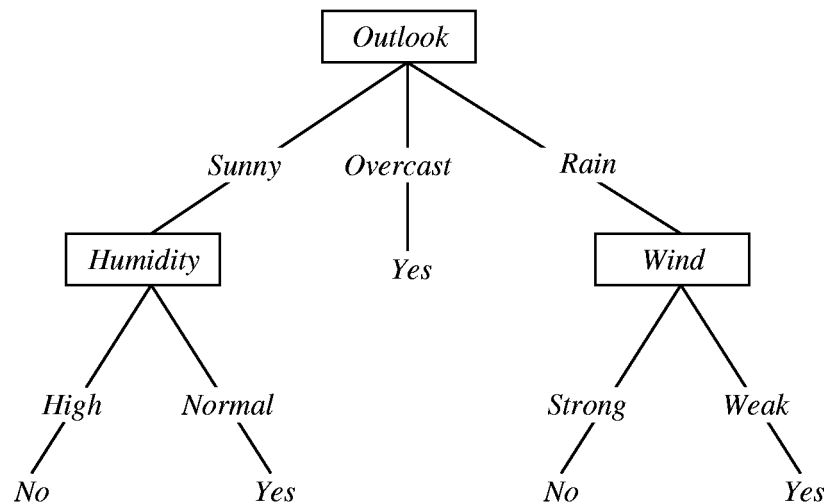 Outlook
Sunny Overcast Rain
Humidity Yes Wind
High Normal Strong Weak
No Yes No Yes